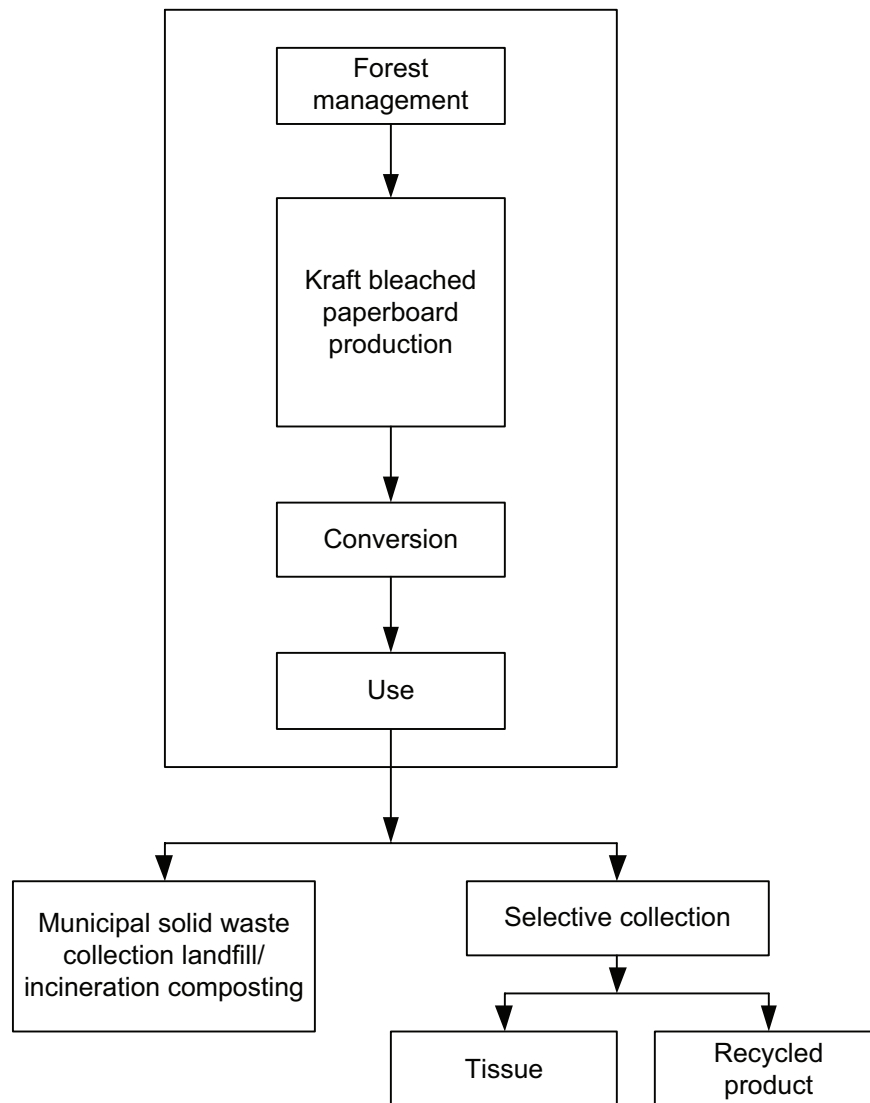 Forest
management
Kraft bleached
paperboard
production
Conversion
Use
Municipal solid waste
collection landfill/
incineration composting
Selective collection
Tissue
Recycled
product